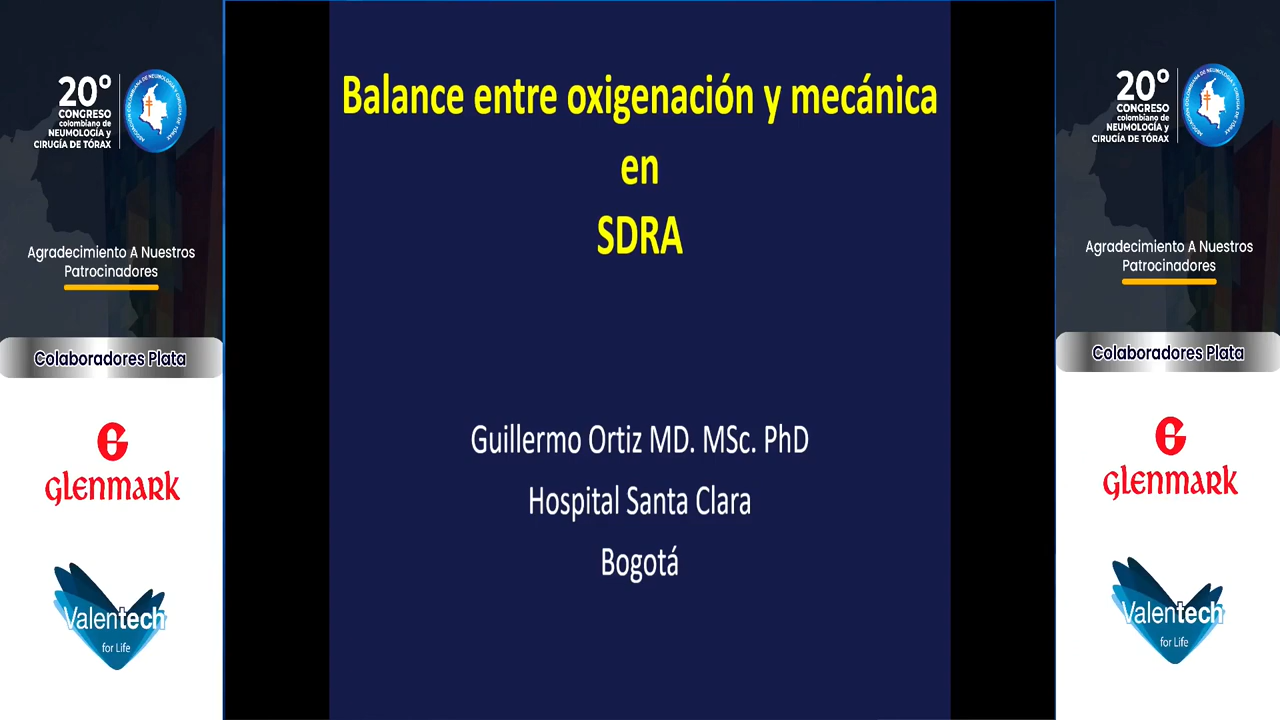 20º
CONGRESO
colombiano de
NEUMOLOGÍA y
CIRUGÍA DE TÓRAX
Agradecimiento A Nuestros
Patrocinadores
Colaboradores Plata
GLENMARK
Valentech
for Life
Balance entre oxigenación y mecánica
en
SDRA
Guillermo Ortiz MD. MSc. PhD
Hospital Santa Clara
Bogotá
20º
CONGRESO
colombiano de
NEUMOLOGÍA y
CIRUGÍA DE TÓRAX
Agradecimiento A Nuestros
Patrocinadores
Colaboradores Plata
GLENMARK
Valentech
for Life